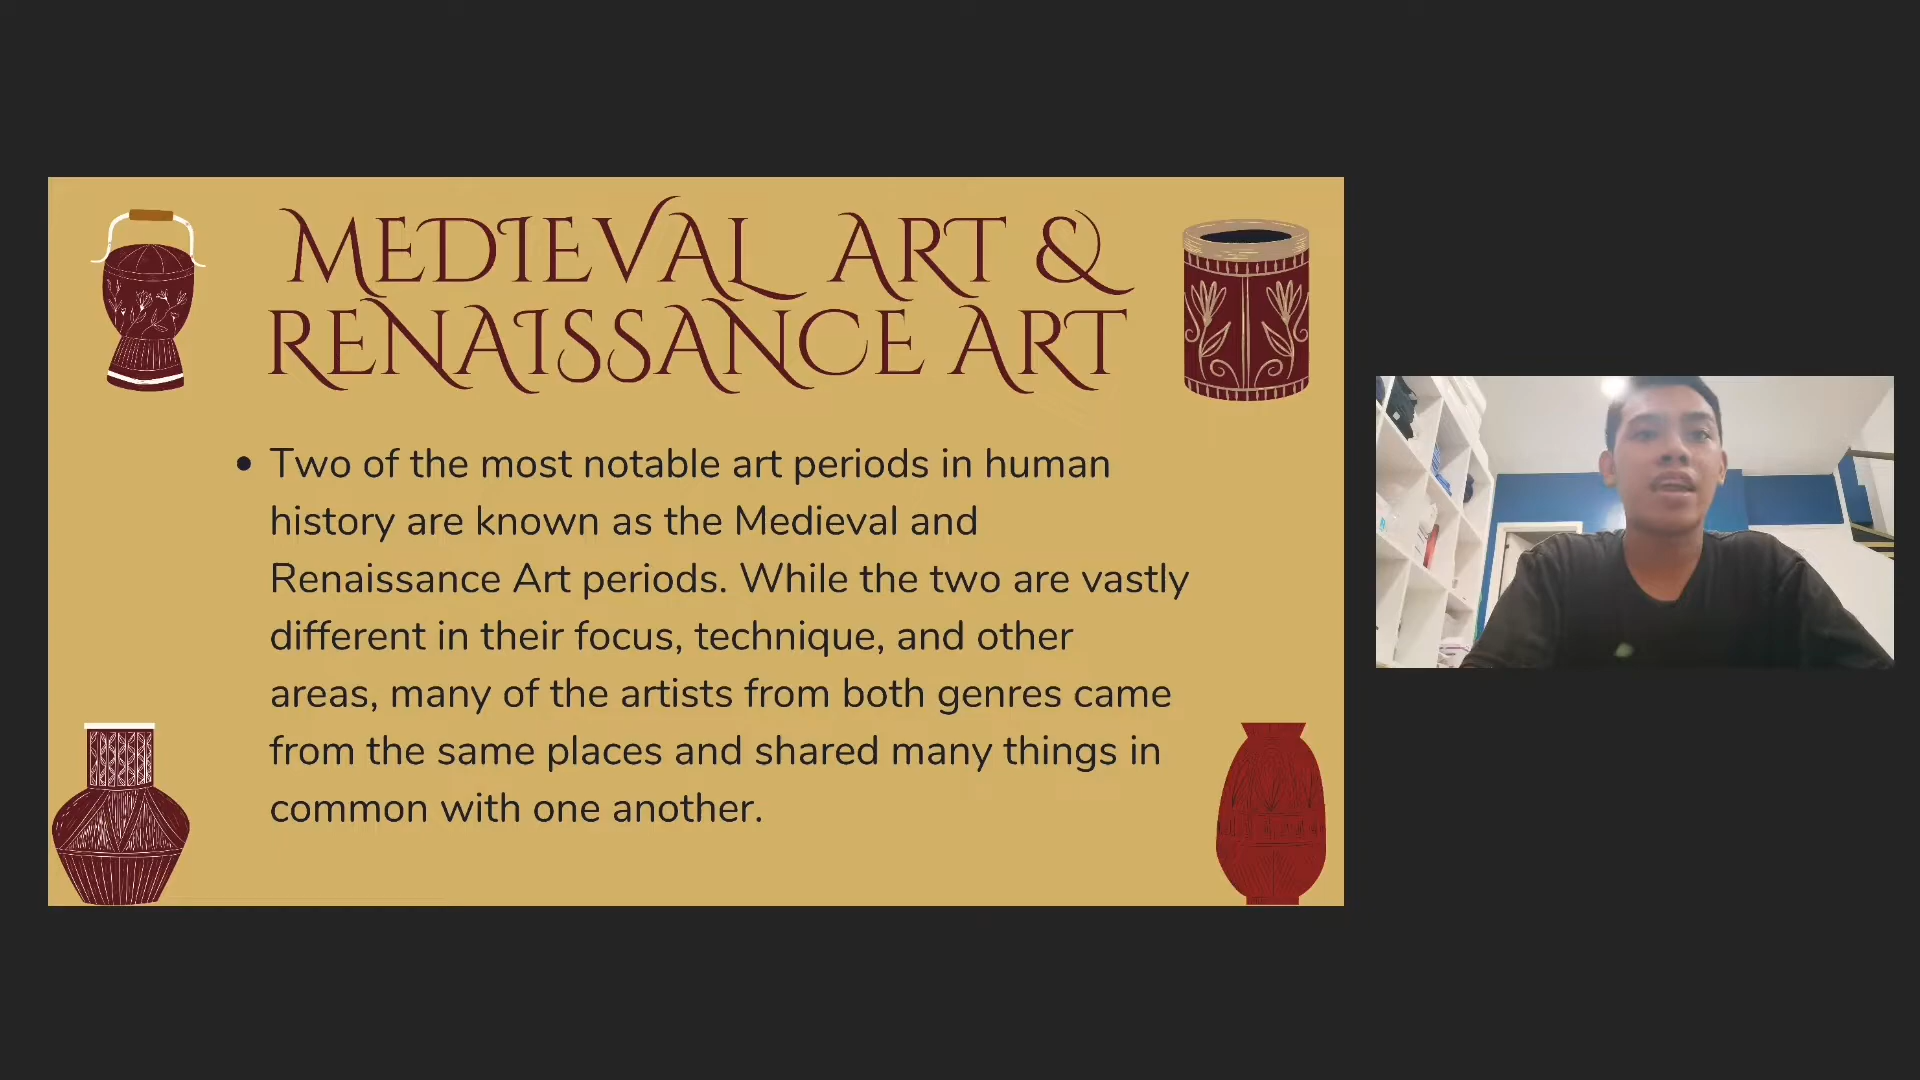 MEDIEVAL ART &
RENAISSANCE ART
• Two of the most notable art periods in human
history are known as the Medieval and
Renaissance Art periods. While the two are vastly
different in their focus, technique, and other
areas, many of the artists from both genres came
from the same places and shared many things in
common with one another.